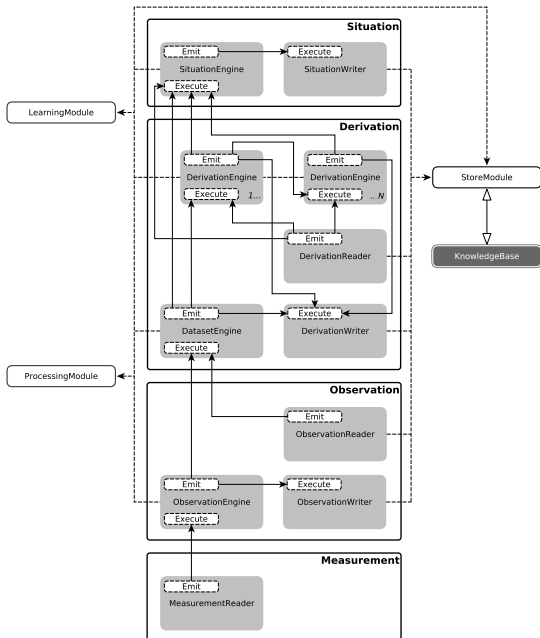 Situation
Emit
Execute
SituationEngine
SituationWriter
Execute
LearningModule
Derivation
Emit
Emit
DerivationEngine
DerivationEngine
StoreModule
Execute
1...
Execute
...N
Emit
DerivationReader
KnowledgeBase
Emit
Execute
DatasetEngine
DerivationWriter
Execute
ProcessingModule
Observation
Emit
ObservationReader
Emit
Execute
ObservationEngine
ObservationWriter
Execute
Measurement
Emit
MeasurementReader